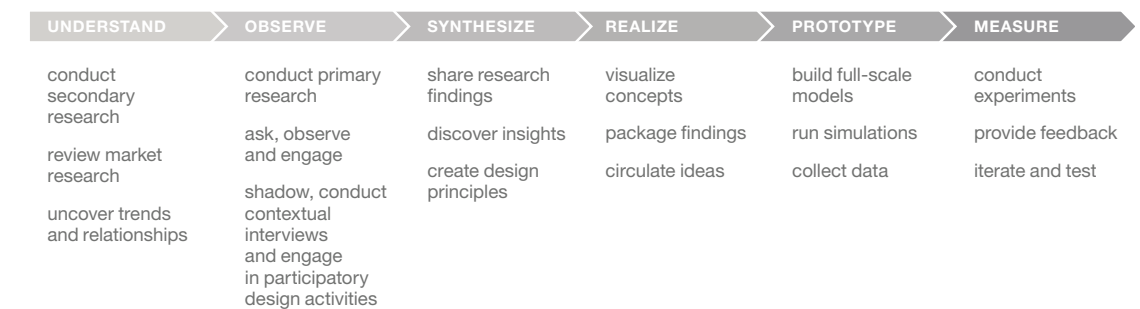 UNDERSTAND
conduct
secondary
research
review market
research
uncover trends
and relationships
OBSERVE
conduct primary
research
ask, observe
and engage
shadow, conduct
contextual
interviews
and engage
in participatory
design activities
SYNTHESIZE
share research
findings
discover insights
create design
principles
REALIZE
visualize
concepts
package findings
circulate ideas
PROTOTYPE
build full-scale
models
run simulations
collect data
MEASURE
conduct
experiments
provide feedback
iterate and test